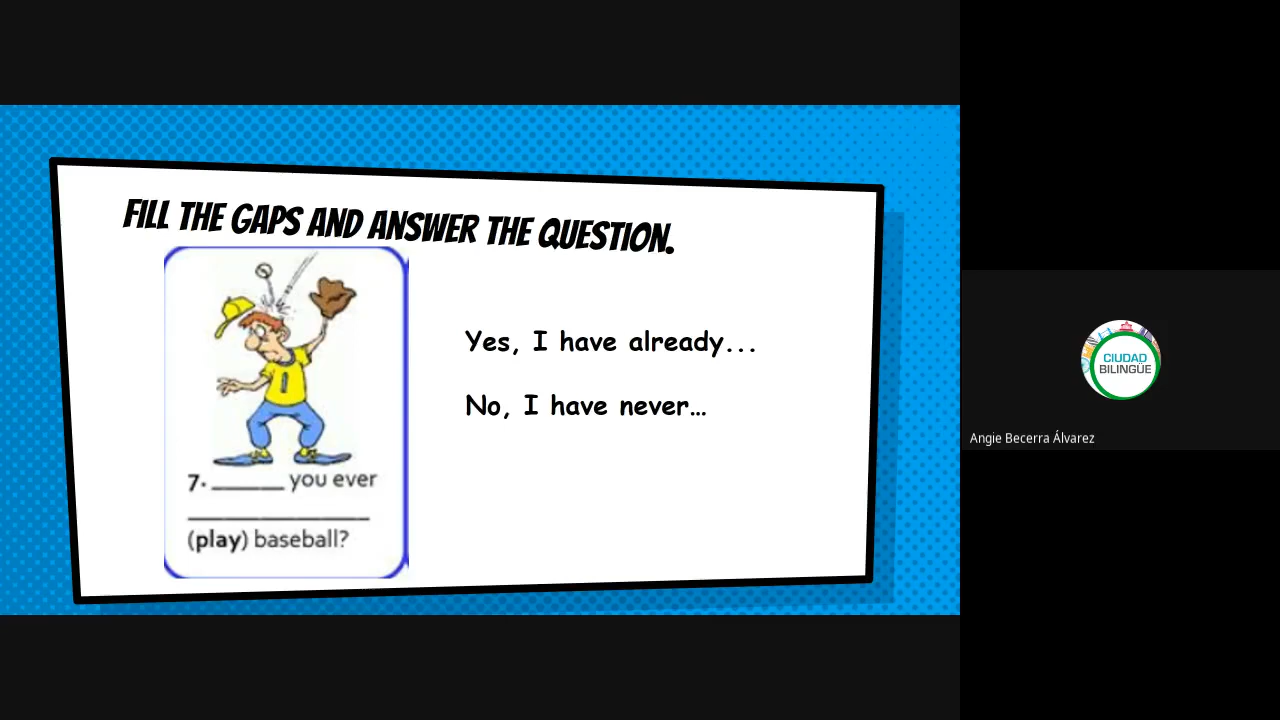 FILL THE GAPS AND ANSWER THE QUESTION.
Yes, I have already...
No, I have never...
7. ______ you ever
_______________
(play) baseball?
CIUDAD
BILINGÜE
Angie Becerra Álvarez